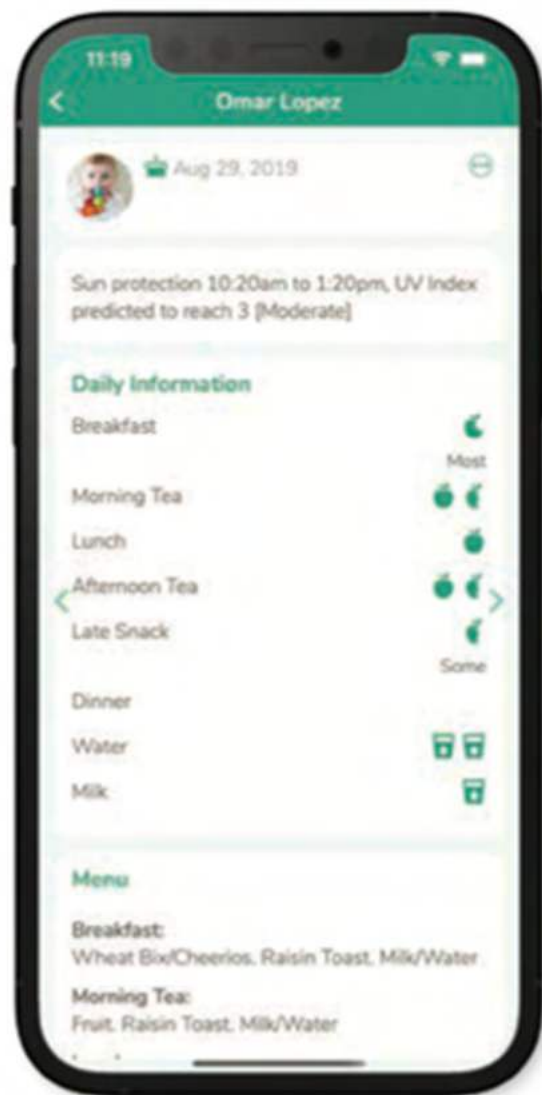 11:19
Omar Lopez
Aug 29, 2019
Sun protection 10:20am to 1:20pm, UV Index
predicted to reach 3 [Moderate]
Daily Information
Breakfast
Most
Morning Tea
Lunch
Afternoon Tea
Late Snack
Some
Dinner
Water
Milk
Menu
Breakfast:
Wheat Bix/Cheerios, Raisin Toast, Milk/Water
Morning Tea:
Fruit, Raisin Toast, Milk/Water